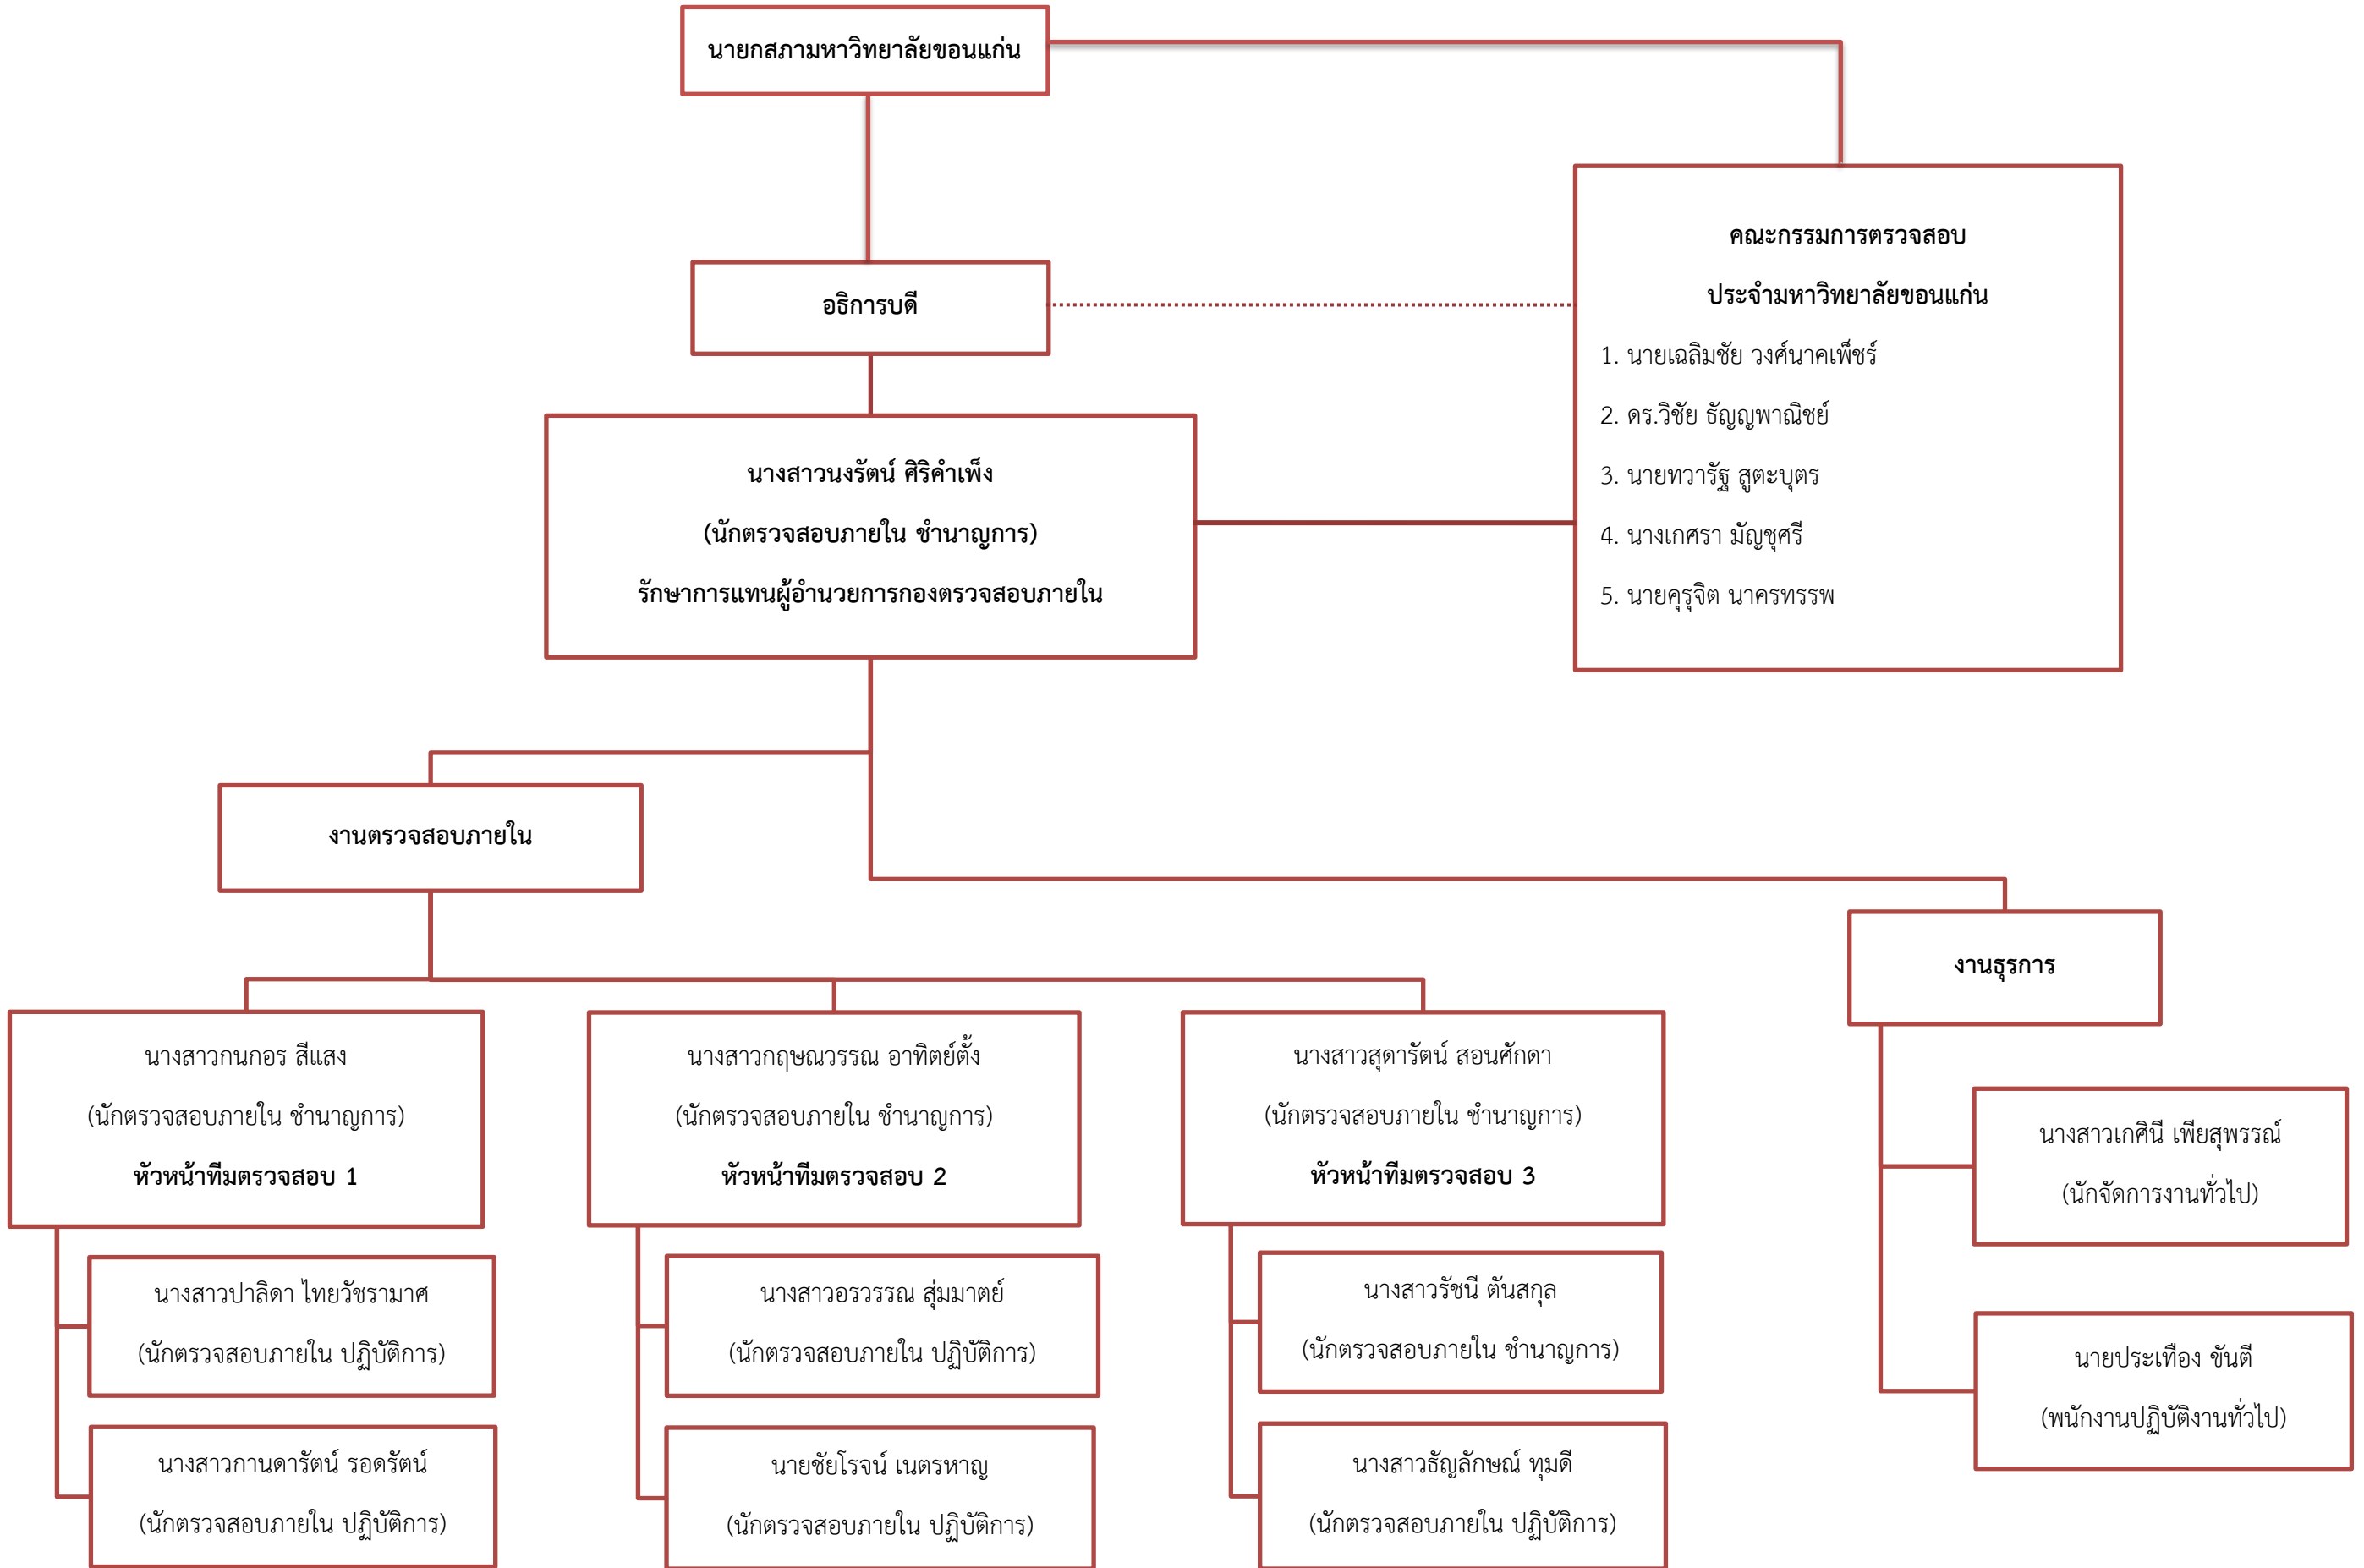 นายกสภามหาวิทยาลัยขอนแก่น
คณะกรรมการตรวจสอบ
ประจำมหาวิทยาลัยขอนแก่น
1. นายเฉลิมชัย วงศ์นาคเพ็ชร์
2. ดร.วิชัย ธัญญพาณิชย์
3. นายทวารัฐ สูตะบุตร
4. นางเกศรา มัญชุศรี
5. นายคุรุจิต นาครทรรพ
อธิการบดี
นางสาวนงรัตน์ ศิริคำเพ็ง
(นักตรวจสอบภายใน ชำนาญการ)
รักษาการแทนผู้อำนวยการกองตรวจสอบภายใน
งานตรวจสอบภายใน
นางสาวกนกอร สีแสง
(นักตรวจสอบภายใน ชำนาญการ)
หัวหน้าทีมตรวจสอบ 1
นางสาวปาลิดา ไทยวัชรามาศ
(นักตรวจสอบภายใน ปฏิบัติการ)
นางสาวกานดารัตน์ รอดรัตน์
(นักตรวจสอบภายใน ปฏิบัติการ)
นางสาวกฤษณวรรณ อาทิตย์ตั้ง
(นักตรวจสอบภายใน ชำนาญการ)
หัวหน้าทีมตรวจสอบ 2
นางสาวอรวรรณ สุ่มมาตย์
(นักตรวจสอบภายใน ปฏิบัติการ)
นายชัยโรจน์ เนตรหาญ
(นักตรวจสอบภายใน ปฏิบัติการ)
นางสาวสุดารัตน์ สอนศักดา
(นักตรวจสอบภายใน ชำนาญการ)
หัวหน้าทีมตรวจสอบ 3
นางสาวรัชนี ตันสกุล
(นักตรวจสอบภายใน ชำนาญการ)
นางสาวธัญลักษณ์ ทุมดี
(นักตรวจสอบภายใน ปฏิบัติการ)
งานธุรการ
นางสาวเกศินี เพียสุพรรณ์
(นักจัดการงานทั่วไป)
นายประเทือง ขันตี
(พนักงานปฏิบัติงานทั่วไป)